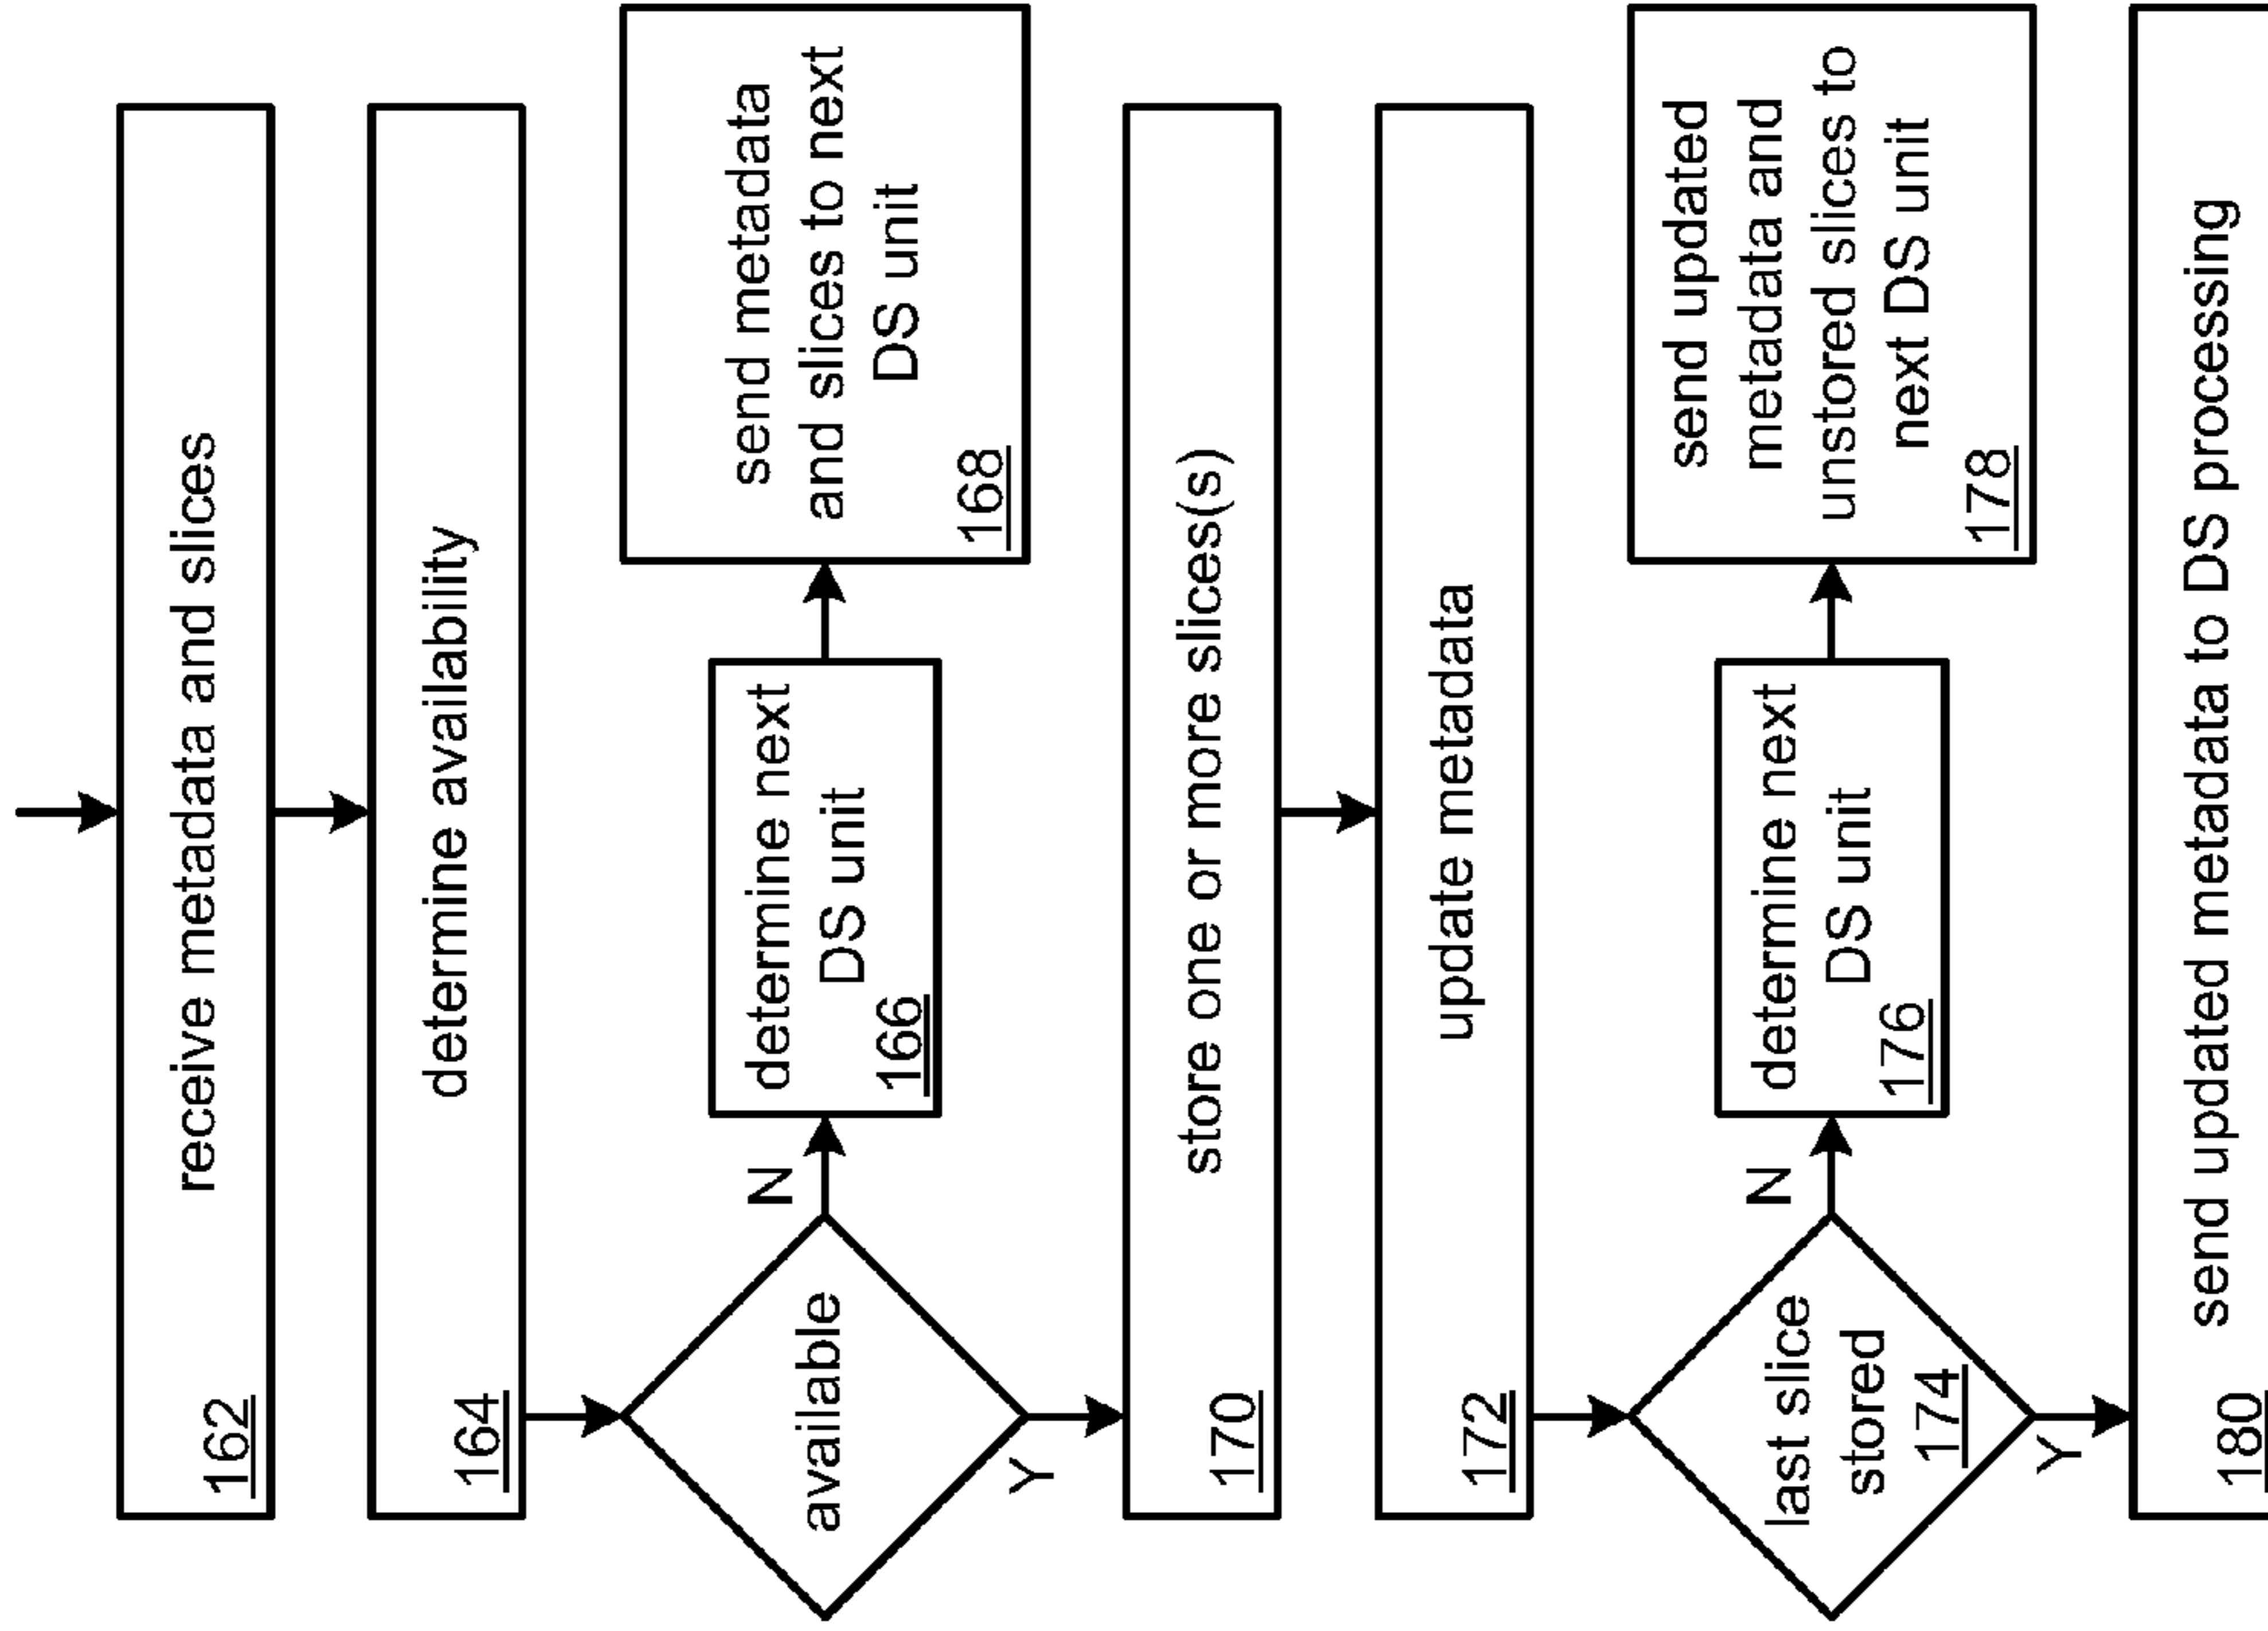 receive metadata and slices
162
determine availability
164
available
N
Y
determine next
DS unit
166
send metadata
and slices to next
DS unit
168
store one or more slices(s)
170
update metadata
172
last slice
stored
174
N
Y
determine next
DS unit
176
send updated
metadata and
unstored slices to
next DS unit
178
send updated metadata to DS processing
180